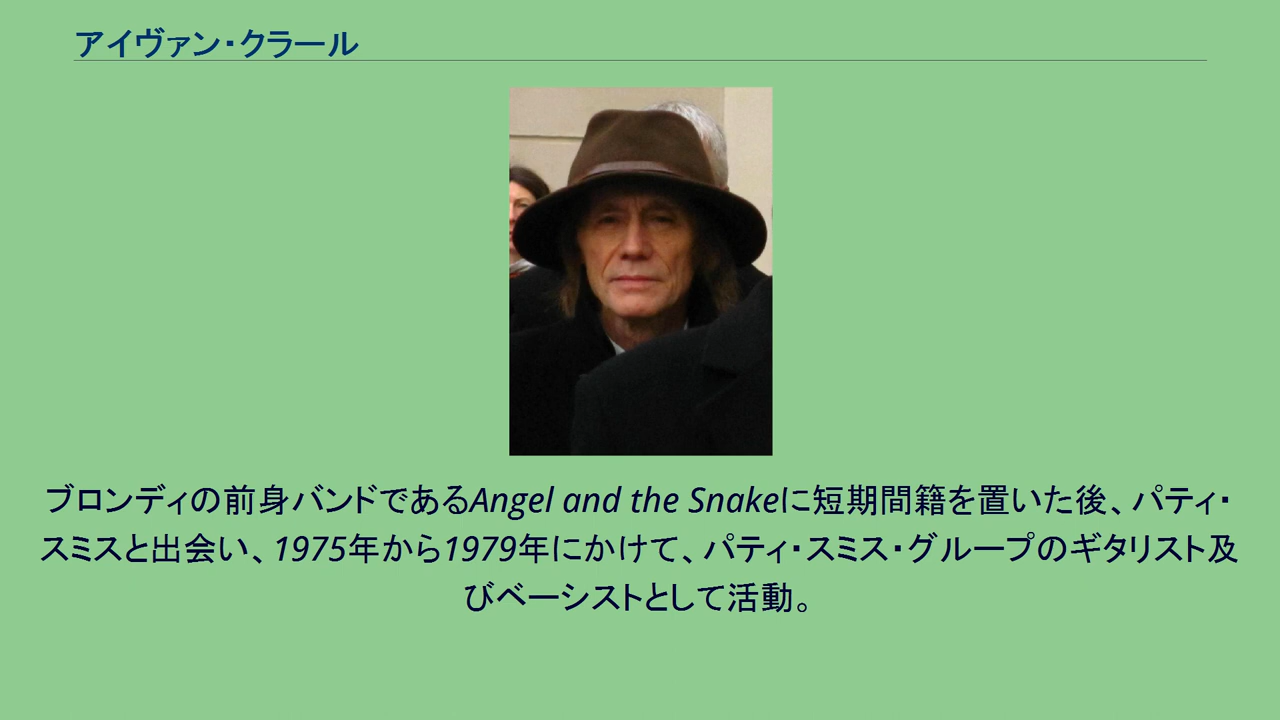 アイヴァン・クラール
ブロンディの前身バンドであるAngel and the Snakeに短期間籍を置いた後、パティ・
スミスと出会い、1975年から1979年にかけて、パティ・スミス・グループのギタリスト及
びベーシストとして活動。